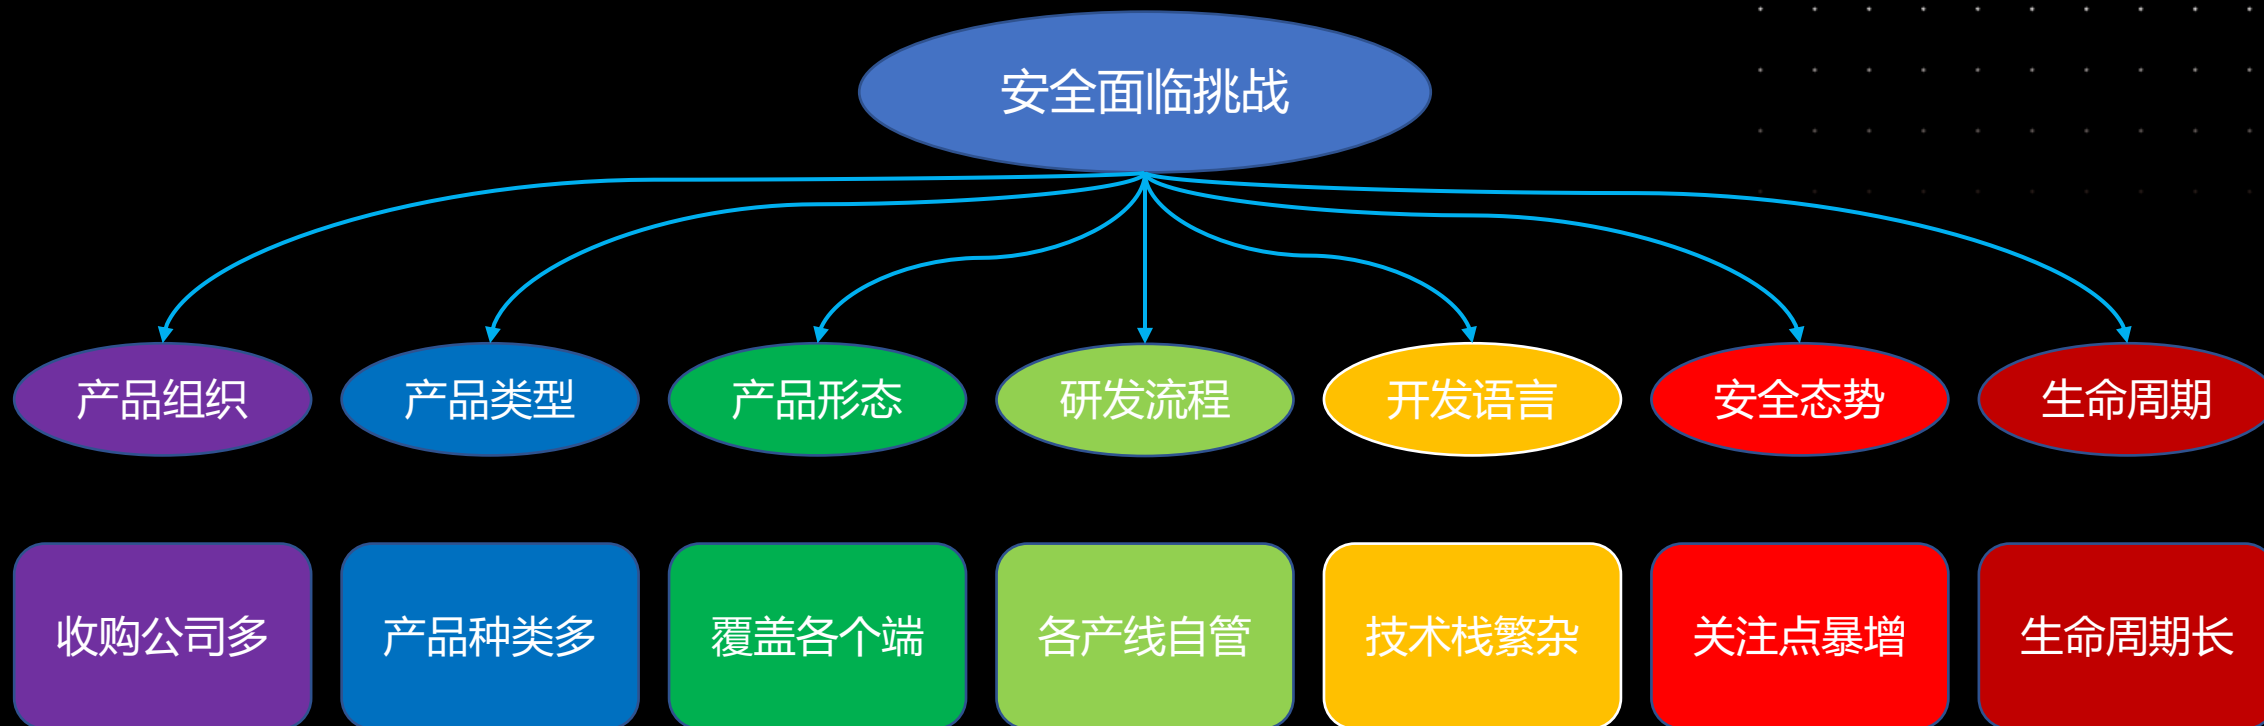 安全面临挑战
产品组织
产品类型
产品形态
研发流程
开发语言
安全态势
生命周期
收购公司多
产品种类多
覆盖各个端
各产线自管
技术栈繁杂
关注点暴增
生命周期长